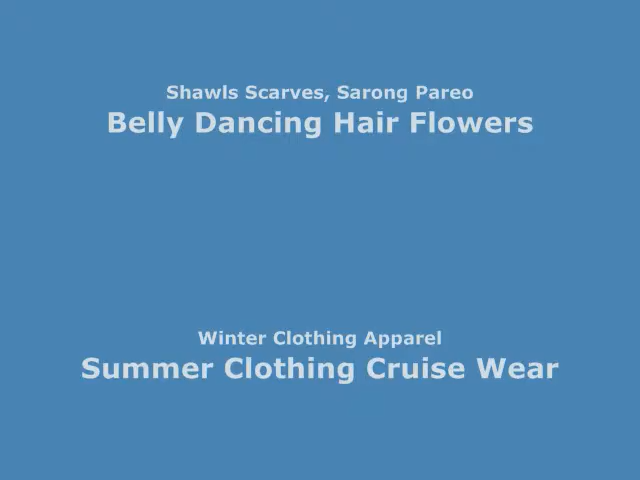 Shawls Scarves, Sarong Pareo
Belly Dancing Hair Flowers
Winter Clothing Apparel
Summer Clothing Cruise Wear